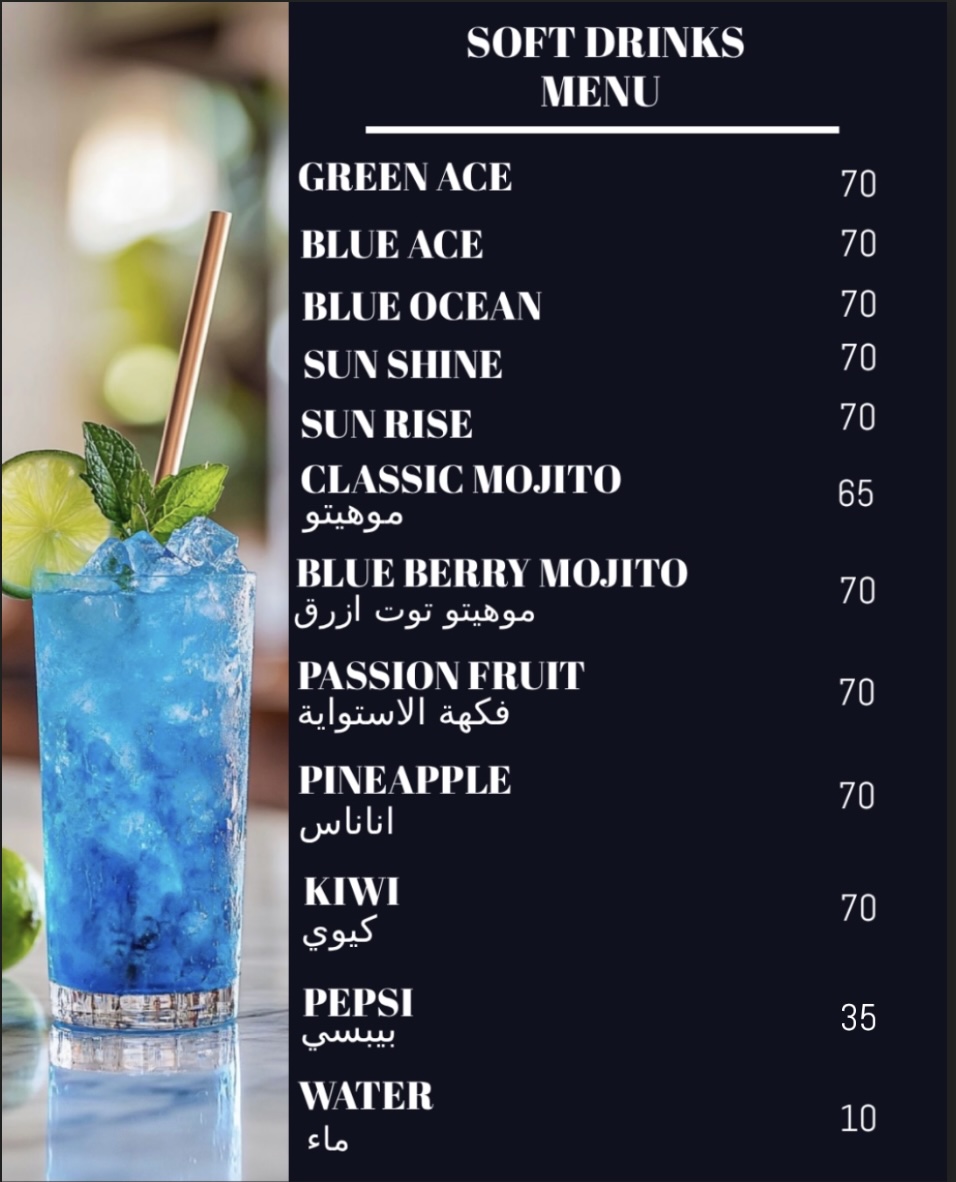 SOFT DRINKS
MENU
GREEN ACE 70
BLUE ACE 70
BLUE OCEAN 70
SUN SHINE 70
SUN RISE 70
CLASSIC MOJITO 65
موهيتو
BLUE BERRY MOJITO 70
موهيتو توت ازرق
PASSION FRUIT 70
فكهة الاستواية
PINEAPPLE 70
اناناس
KIWI 70
كيوي
PEPSI 35
بيبسي
WATER 10
ماء